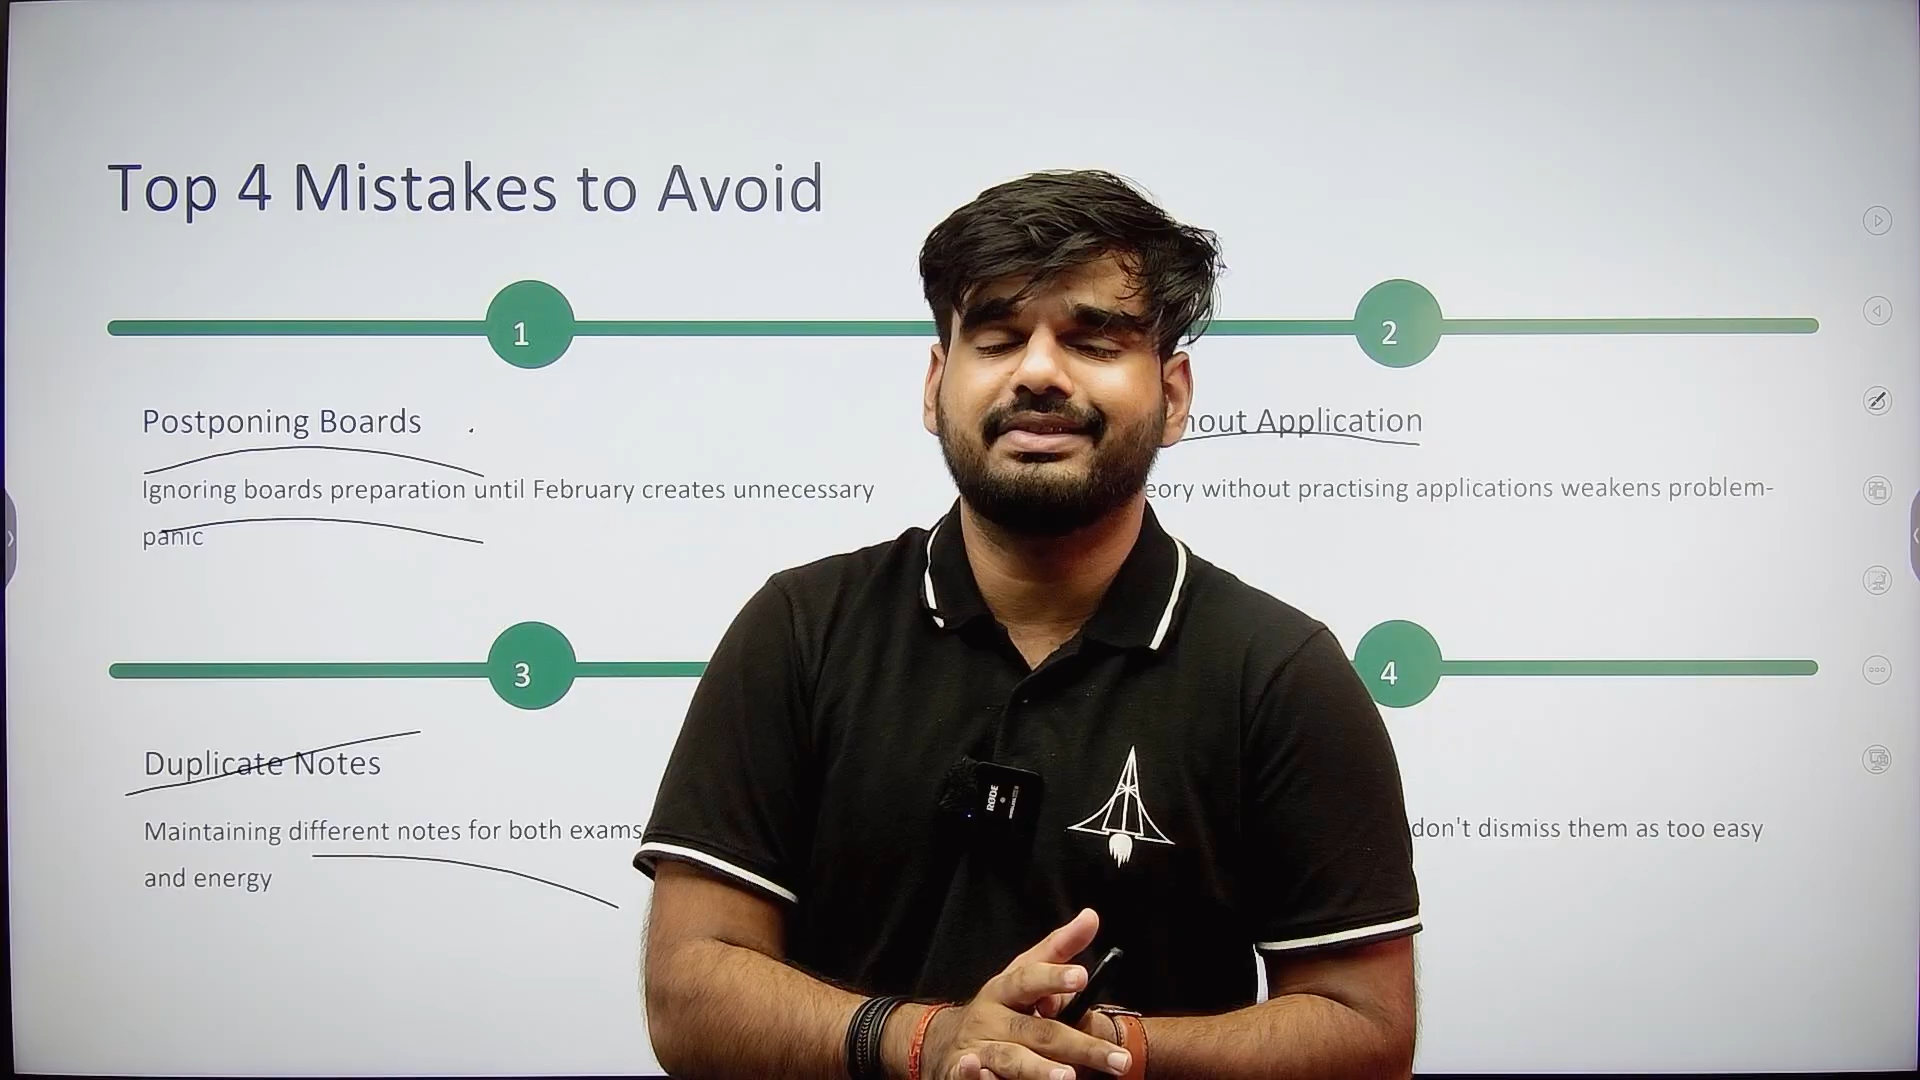 Top 4 Mistakes to Avoid
1
2
Postponing Boards
Application
Ignoring boards preparation until February creates unnecessary
panic
without practising applications weakens problem-
3
4
Duplicate Notes
Maintaining different notes for both exams
and energy
don't dismiss them as too easy
RØDE